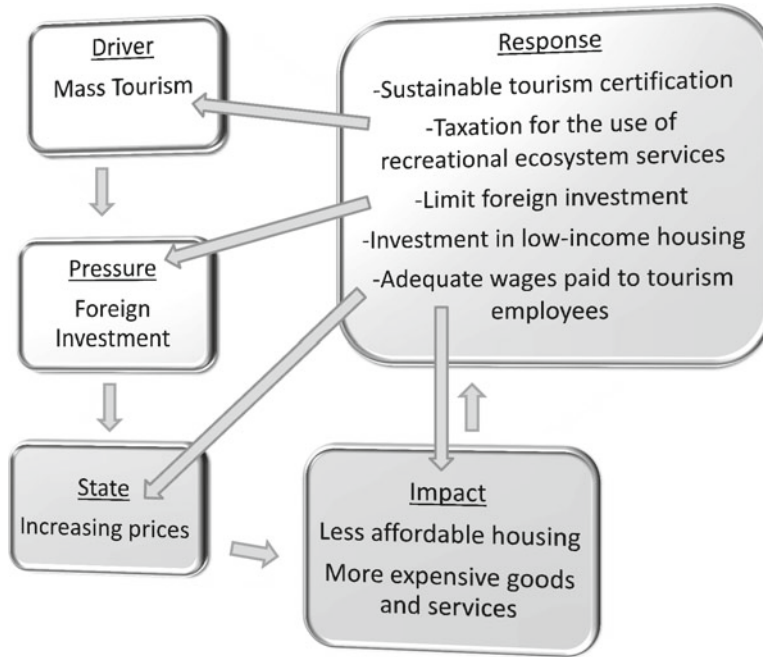 Driver
Mass Tourism
Response
-Sustainable tourism certification
-Taxation for the use of
recreational ecosystem services
-Limit foreign investment
-Investment in low-income housing
-Adequate wages paid to tourism
employees
Pressure
Foreign
Investment
State
Increasing prices
Impact
Less affordable housing
More expensive goods
and services